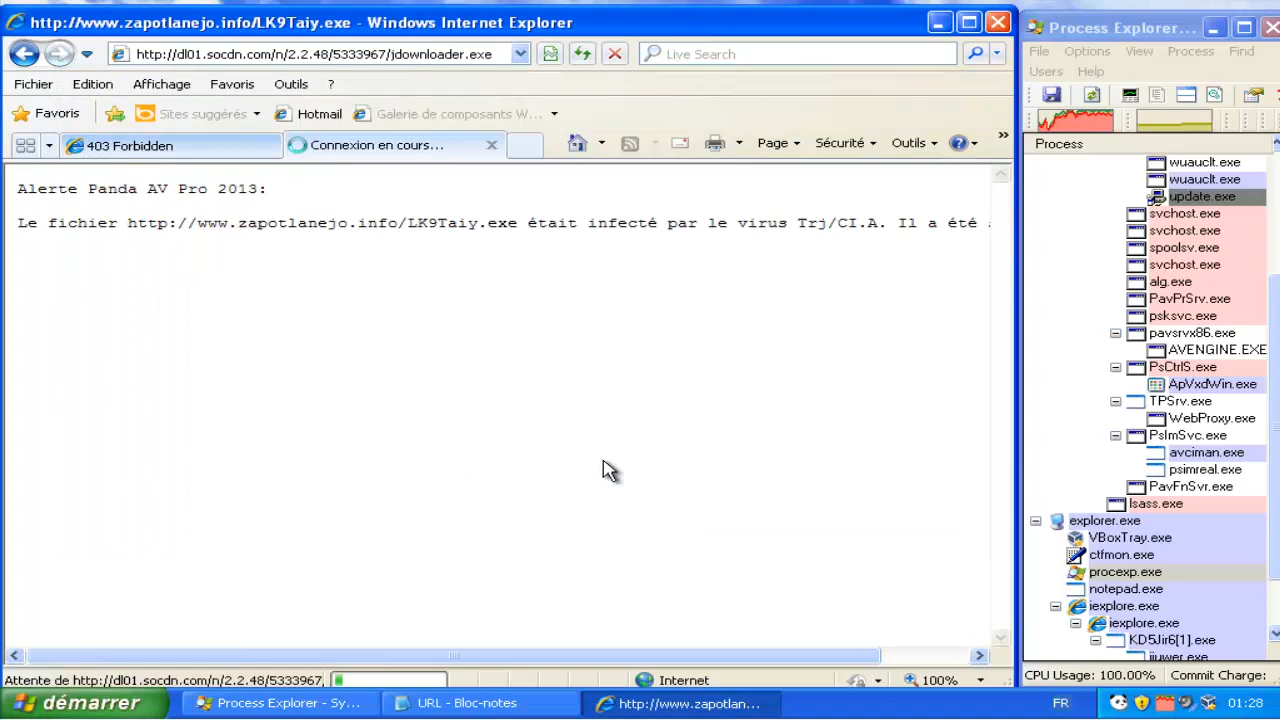 http://www.zapotlanejo.info/LK9Taiy.exe - Windows Internet Explorer
http://dl01.socdn.com/n/2.2.48/5333967/jdownloader.exe
Live Search
Fichier Edition Affichage Favoris Outils ?
Favoris Sites suggérés Hotmail Galerie de composants W...
403 Forbidden Connexion en cours... Page Sécurité Outils »
Alerte Panda AV Pro 2013:
Le fichier http://www.zapotlanejo.info/LK9Taiy.exe était infecté par le virus Trj/CI.A. Il a été
Attente de http://dl01.socdn.com/n/2.2.48/5333967, Internet 100%
Process Explorer...
File Options View Process Find
Users Help
Process
wuauclt.exe
wuauclt.exe
update.exe
svchost.exe
svchost.exe
spoolsv.exe
svchost.exe
alg.exe
PavPrSrv.exe
psksvc.exe
pavsrvx86.exe
AVENGINE.EXE
PsCtrlS.exe
ApVxdWin.exe
TPSrv.exe
WebProxy.exe
PsImSvc.exe
avciman.exe
psimreal.exe
PavFnSvr.exe
lsass.exe
explorer.exe
VBoxTray.exe
ctfmon.exe
procexp.exe
notepad.exe
iexplore.exe
iexplore.exe
KD5Jir6[1].exe
CPU Usage: 100.00% Commit Charge:
démarrer Process Explorer - Sy... URL - Bloc-notes http://www.zapotlan... FR 01:28